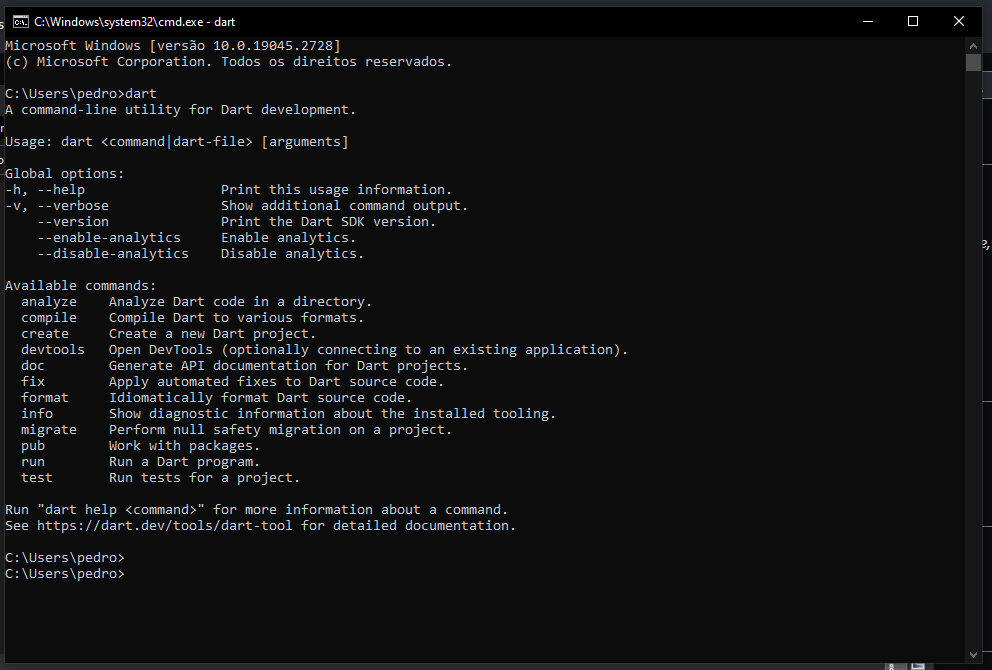 C:\Windows\system32\cmd.exe - dart
Microsoft Windows [versão 10.0.19045.2728]
(c) Microsoft Corporation. Todos os direitos reservados.
C:\Users\pedro>dart
A command-line utility for Dart development.
Usage: dart <command|dart-file> [arguments]
Global options:
-h, --help                 Print this usage information.
-v, --verbose              Show additional command output.
    --version              Print the Dart SDK version.
    --enable-analytics     Enable analytics.
    --disable-analytics    Disable analytics.
Available commands:
  analyze    Analyze Dart code in a directory.
  compile    Compile Dart to various formats.
  create     Create a new Dart project.
  devtools   Open DevTools (optionally connecting to an existing application).
  doc        Generate API documentation for Dart projects.
  fix        Apply automated fixes to Dart source code.
  format     Idiomatically format Dart source code.
  info       Show diagnostic information about the installed tooling.
  migrate    Perform null safety migration on a project.
  pub        Work with packages.
  run        Run a Dart program.
  test       Run tests for a project.
Run "dart help <command>" for more information about a command.
See https://dart.dev/tools/dart-tool for detailed documentation.
C:\Users\pedro>
C:\Users\pedro>